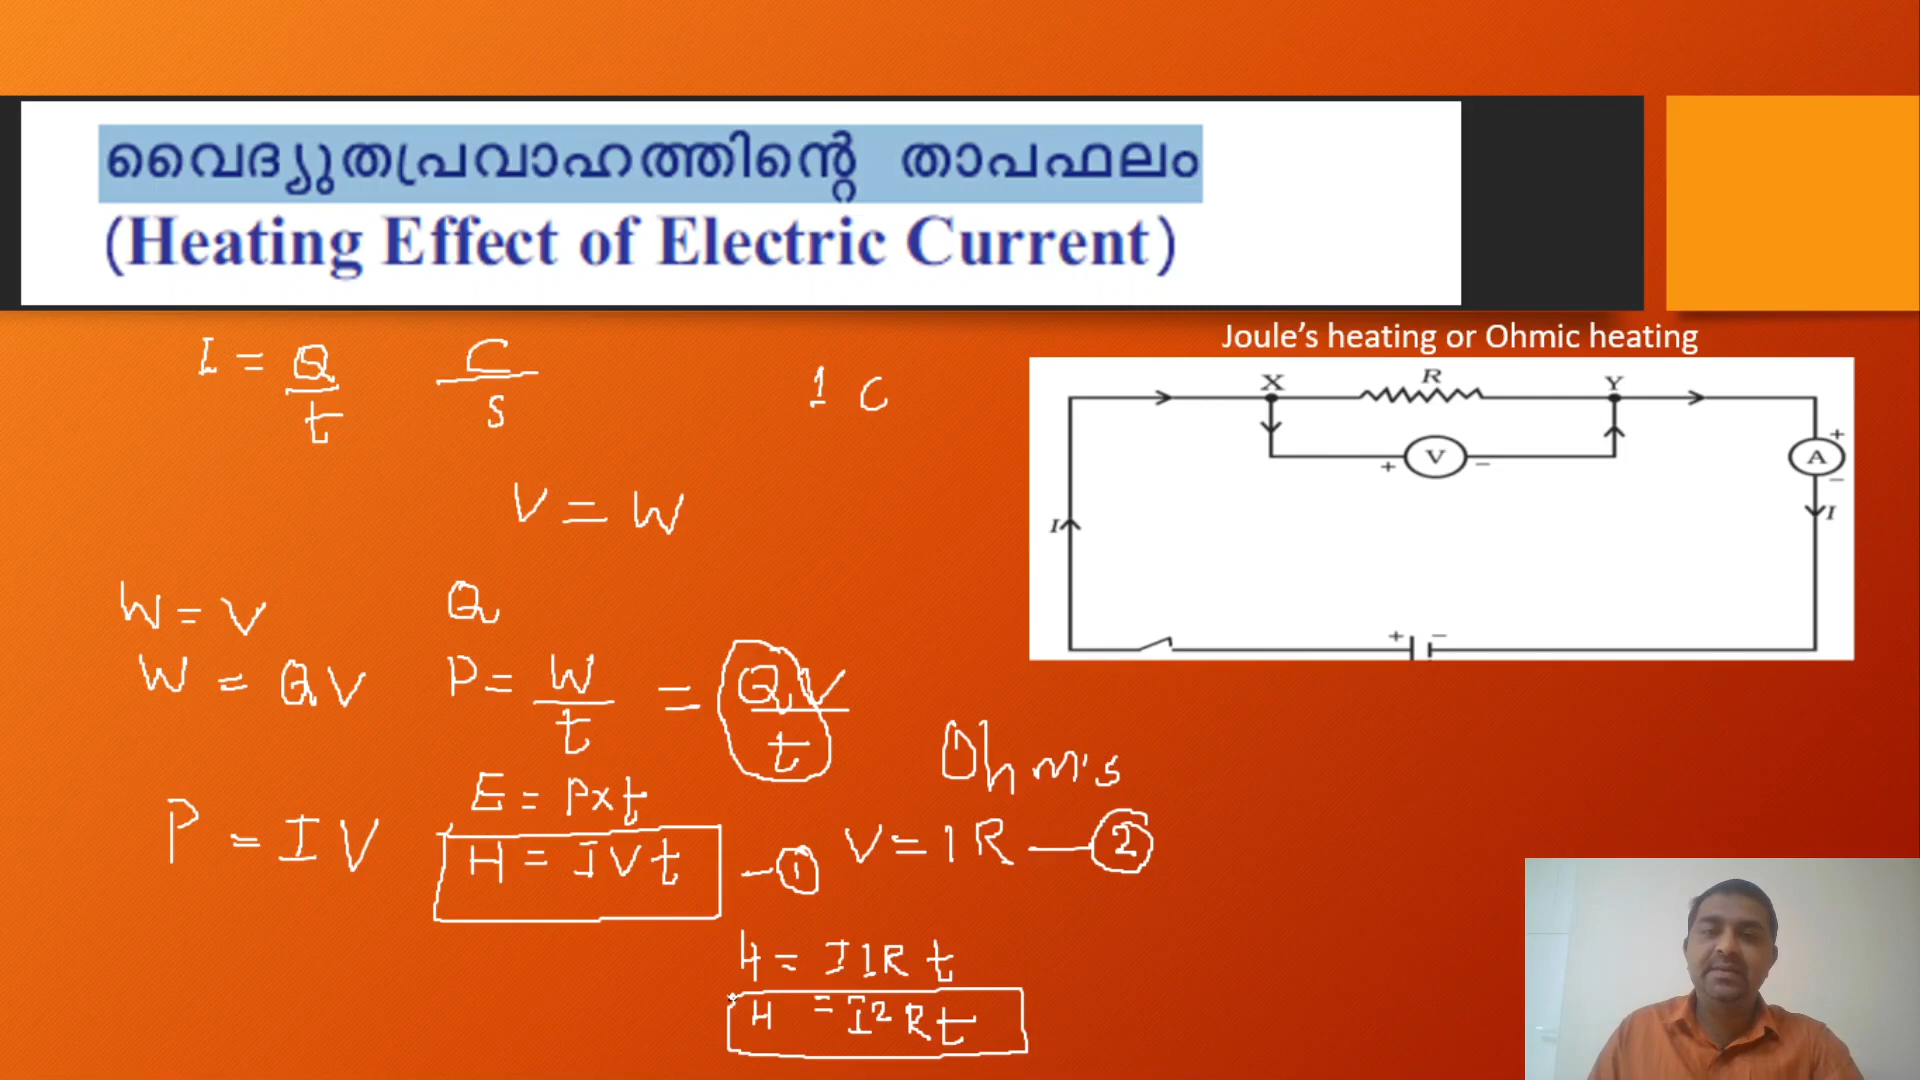 വൈദ്യുതപ്രവാഹത്തിന്റെ താപഫലം
(Heating Effect of Electric Current)
Joule's heating or Ohmic heating
I = Q/t
C/s
1 C
X R Y
+ V −
+ A −
I
I
+ −
V = W
W = V
Q
W = QV
P = W/t = QV/t
Ohm's
E = P×t
P = IV
H = IVt —①
V = IR —②
H = IIRt
H = I²Rt